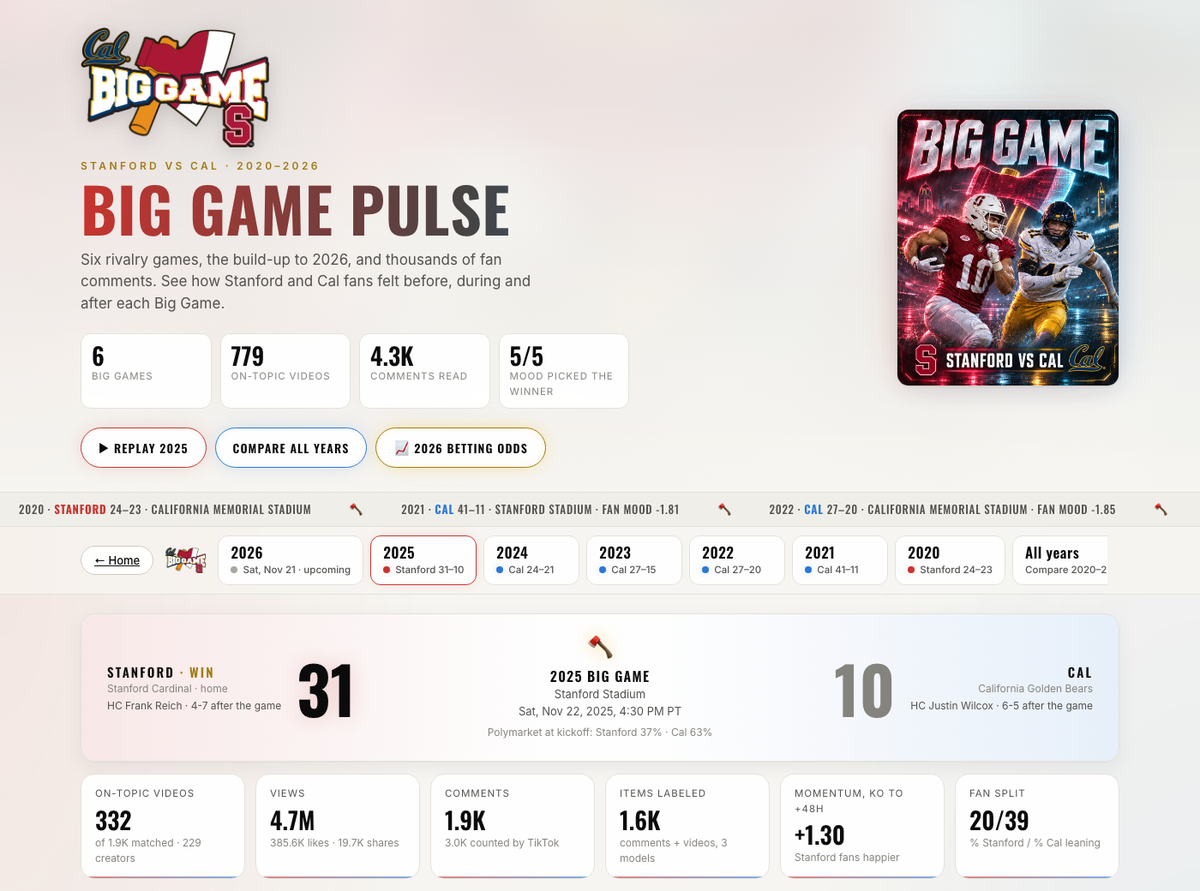 Cal
BIG GAME
S
STANFORD VS CAL · 2020–2026
BIG GAME PULSE
Six rivalry games, the build-up to 2026, and thousands of fan
comments. See how Stanford and Cal fans felt before, during and
after each Big Game.
6
BIG GAMES
779
ON-TOPIC VIDEOS
4.3K
COMMENTS READ
5/5
MOOD PICKED THE
WINNER
▶ REPLAY 2025
COMPARE ALL YEARS
📈 2026 BETTING ODDS
BIG GAME
10
S STANFORD VS CAL Cal
2020 · STANFORD 24–23 · CALIFORNIA MEMORIAL STADIUM
2021 · CAL 41–11 · STANFORD STADIUM · FAN MOOD -1.81
2022 · CAL 27–20 · CALIFORNIA MEMORIAL STADIUM · FAN MOOD -1.85
← Home
BIG GAME
2026
Sat, Nov 21 · upcoming
2025
Stanford 31–10
2024
Cal 24–21
2023
Cal 27–15
2022
Cal 27–20
2021
Cal 41–11
2020
Stanford 24–23
All years
Compare 2020–2
STANFORD · WIN
Stanford Cardinal · home
HC Frank Reich · 4-7 after the game
31
2025 BIG GAME
Stanford Stadium
Sat, Nov 22, 2025, 4:30 PM PT
Polymarket at kickoff: Stanford 37% · Cal 63%
10
CAL
California Golden Bears
HC Justin Wilcox · 6-5 after the game
ON-TOPIC VIDEOS
332
of 1.9K matched · 229
creators
VIEWS
4.7M
385.6K likes · 19.7K shares
COMMENTS
1.9K
3.0K counted by TikTok
ITEMS LABELED
1.6K
comments + videos, 3
models
MOMENTUM, KO TO
+48H
+1.30
Stanford fans happier
FAN SPLIT
20/39
% Stanford / % Cal leaning